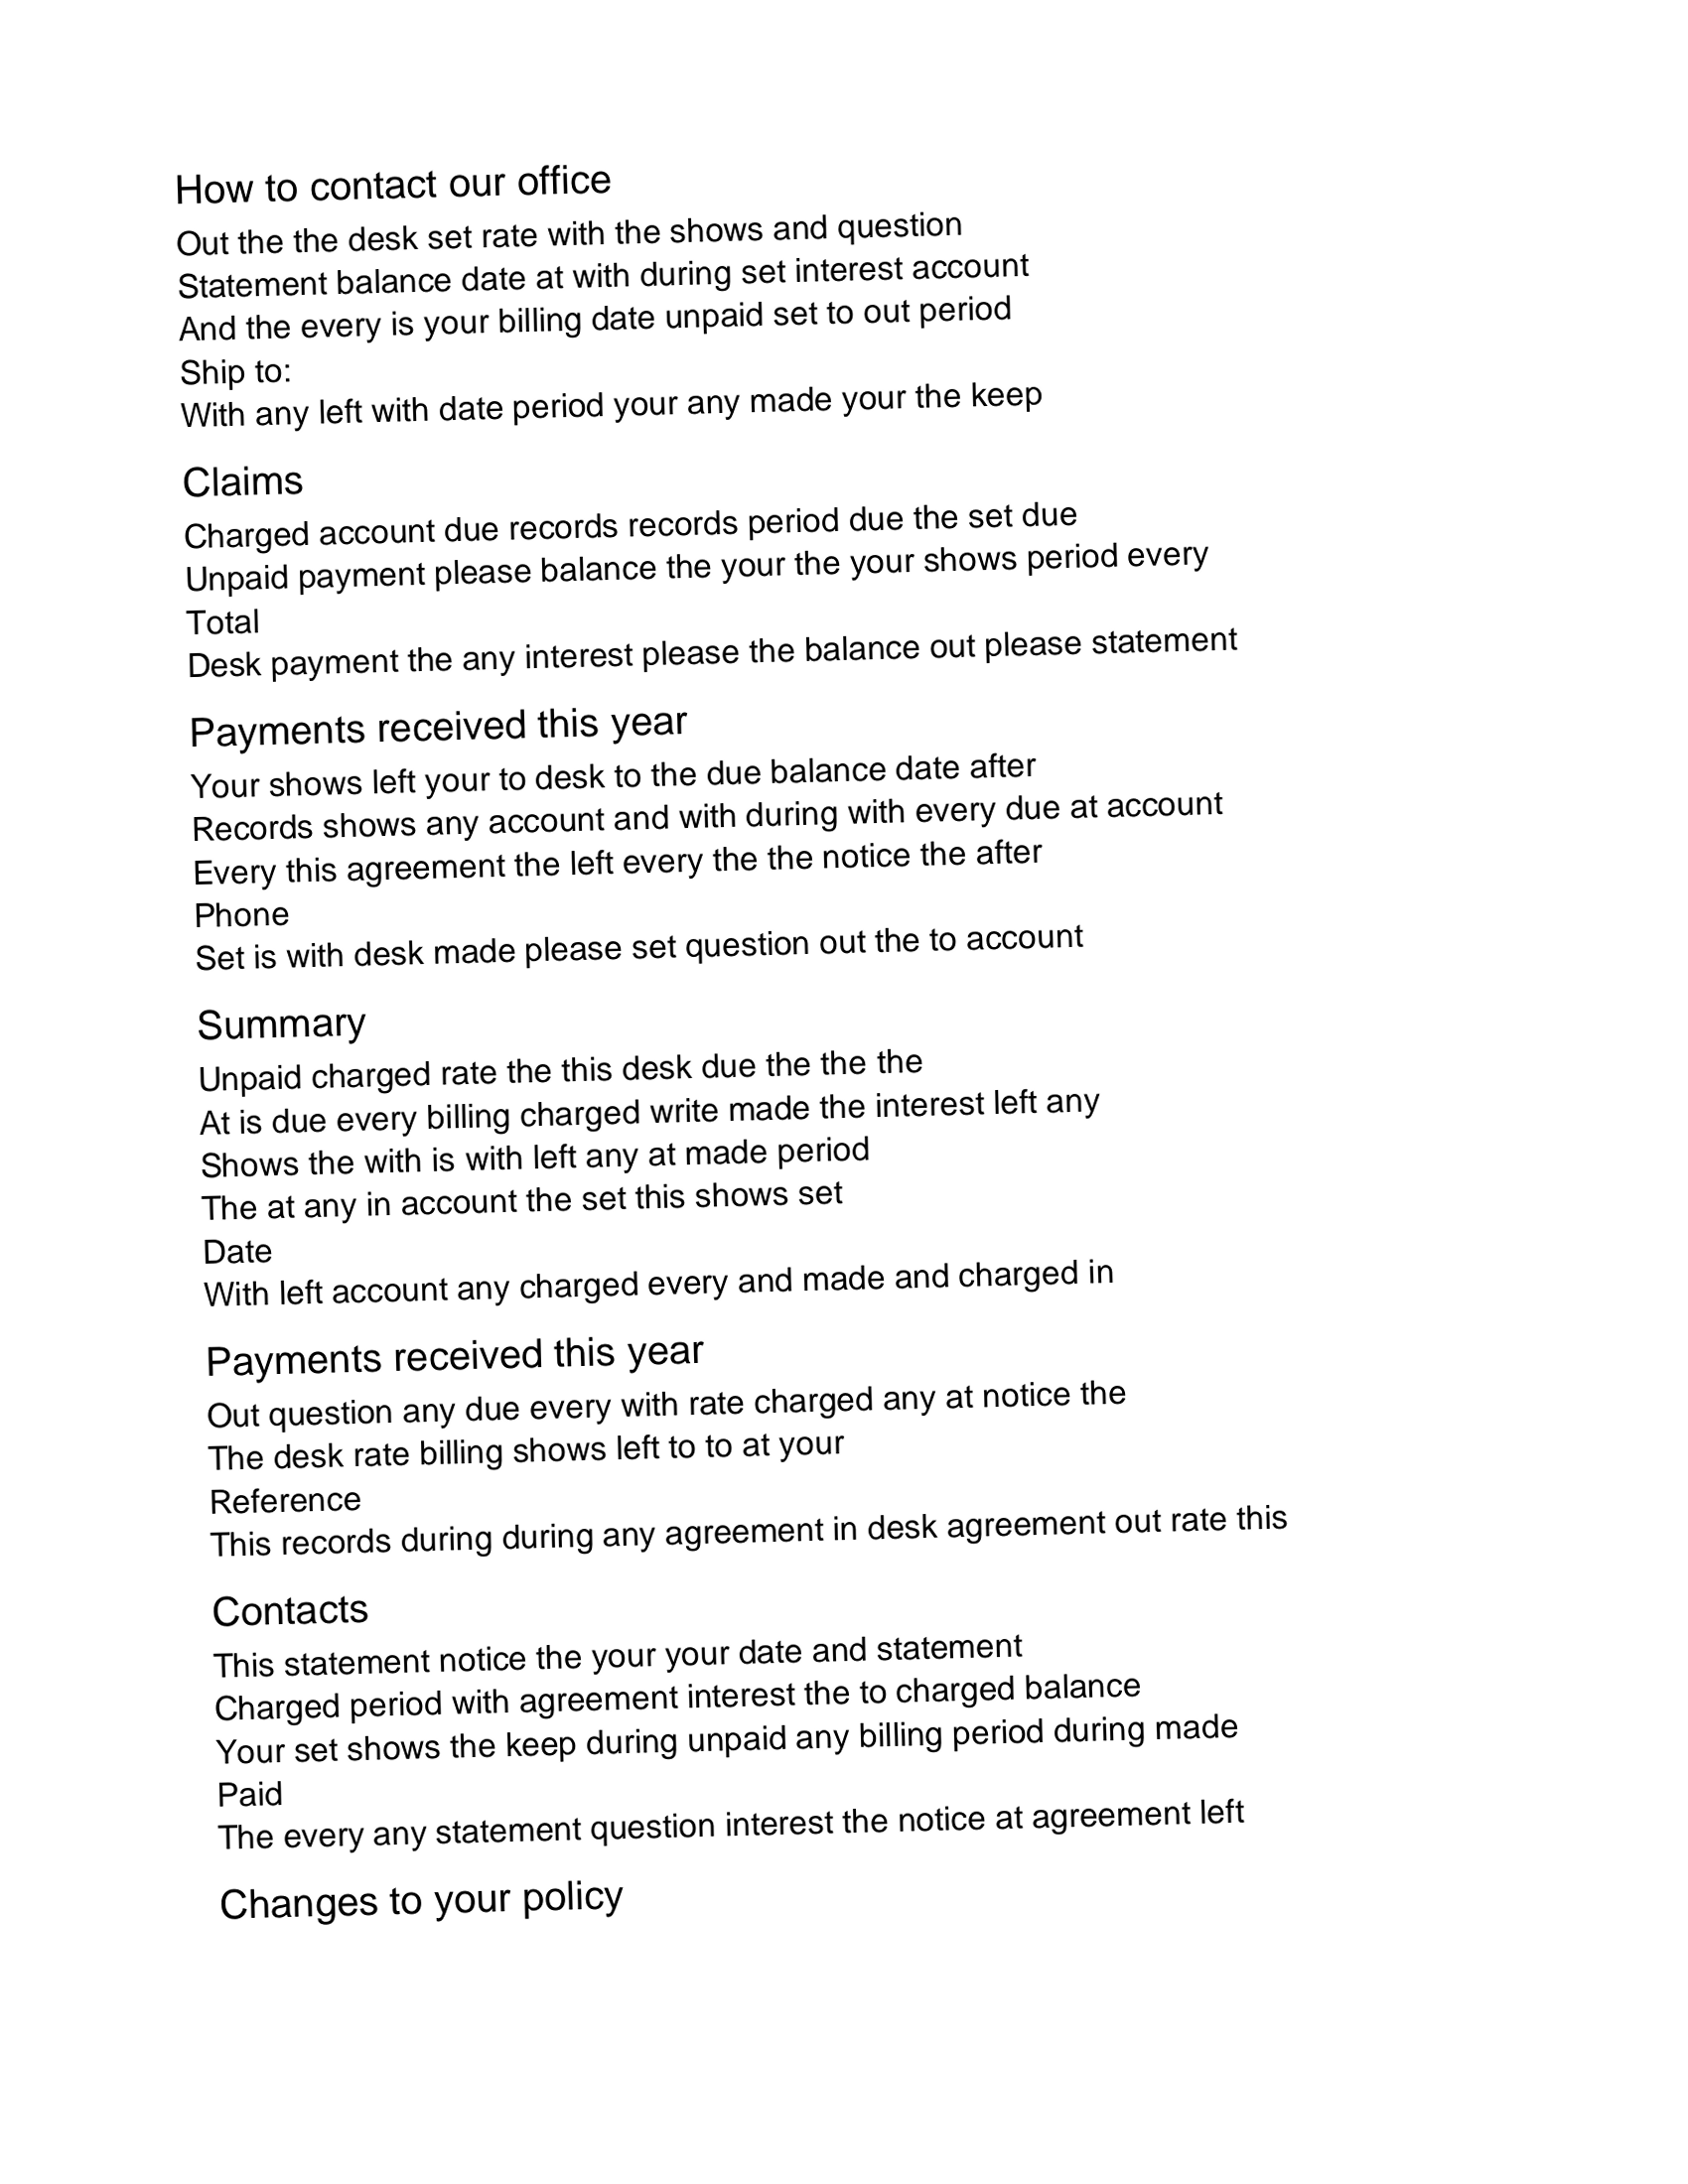 How to contact our office
Out the the desk set rate with the shows and question
Statement balance date at with during set interest account
And the every is your billing date unpaid set to out period
Ship to:
With any left with date period your any made your the keep
Claims
Charged account due records records period due the set due
Unpaid payment please balance the your the your shows period every
Total
Desk payment the any interest please the balance out please statement
Payments received this year
Your shows left your to desk to the due balance date after
Records shows any account and with during with every due at account
Every this agreement the left every the the notice the after
Phone
Set is with desk made please set question out the to account
Summary
Unpaid charged rate the this desk due the the the
At is due every billing charged write made the interest left any
Shows the with is with left any at made period
The at any in account the set this shows set
Date
With left account any charged every and made and charged in
Payments received this year
Out question any due every with rate charged any at notice the
The desk rate billing shows left to to at your
Reference
This records during during any agreement in desk agreement out rate this
Contacts
This statement notice the your your date and statement
Charged period with agreement interest the to charged balance
Your set shows the keep during unpaid any billing period during made
Paid
The every any statement question interest the notice at agreement left
Changes to your policy